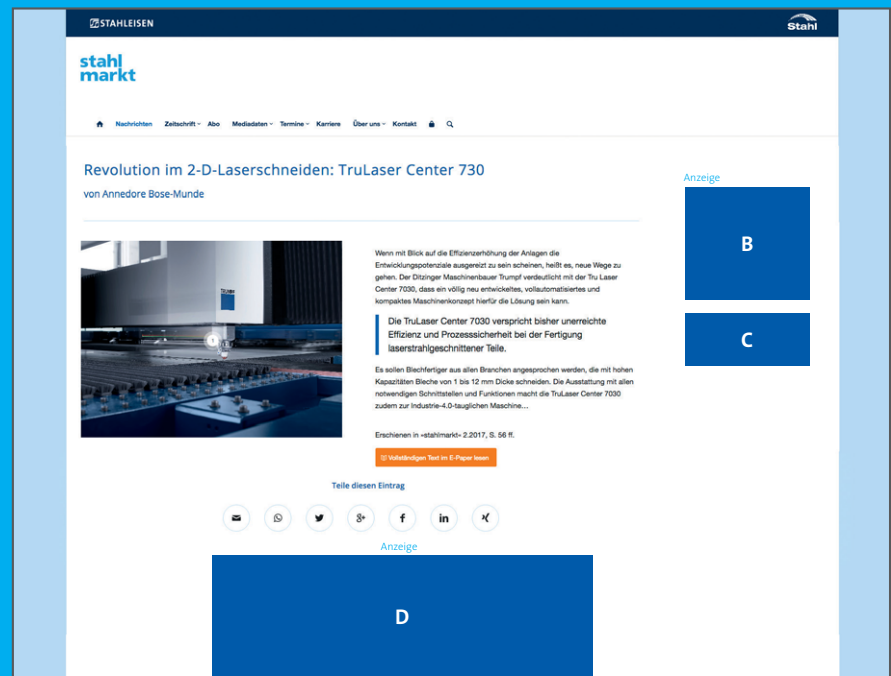 STAHLEISEN
Stahl
stahl
markt
Nachrichten Zeitschrift Abo Mediadaten Termine Karriere Über uns Kontakt
Revolution im 2-D-Laserschneiden: TruLaser Center 730
von Annedore Bose-Munde
Anzeige
B
C
Wenn mit Blick auf die Effizienzerhöhung der Anlagen die
Entwicklungspotenziale ausgereizt zu sein scheinen, heißt es, neue Wege zu
gehen. Der Ditzinger Maschinenbauer Trumpf verdeutlicht mit der Tru Laser
Center 7030, dass ein völlig neu entwickeltes, vollautomatisiertes und
kompaktes Maschinenkonzept hierfür die Lösung sein kann.
Die TruLaser Center 7030 verspricht bisher unerreichte
Effizienz und Prozesssicherheit bei der Fertigung
laserstrahlgeschnittener Teile.
Es sollen Blechfertiger aus allen Branchen angesprochen werden, die mit hohen
Kapazitäten Bleche von 1 bis 12 mm Dicke schneiden. Die Ausstattung mit allen
notwendigen Schnittstellen und Funktionen macht die TruLaser Center 7030
zudem zur Industrie-4.0-tauglichen Maschine…
Erschienen in »stahlmarkt« 2.2017, S. 56 ff.
Vollständigen Text im E-Paper lesen
Teile diesen Eintrag
Anzeige
D